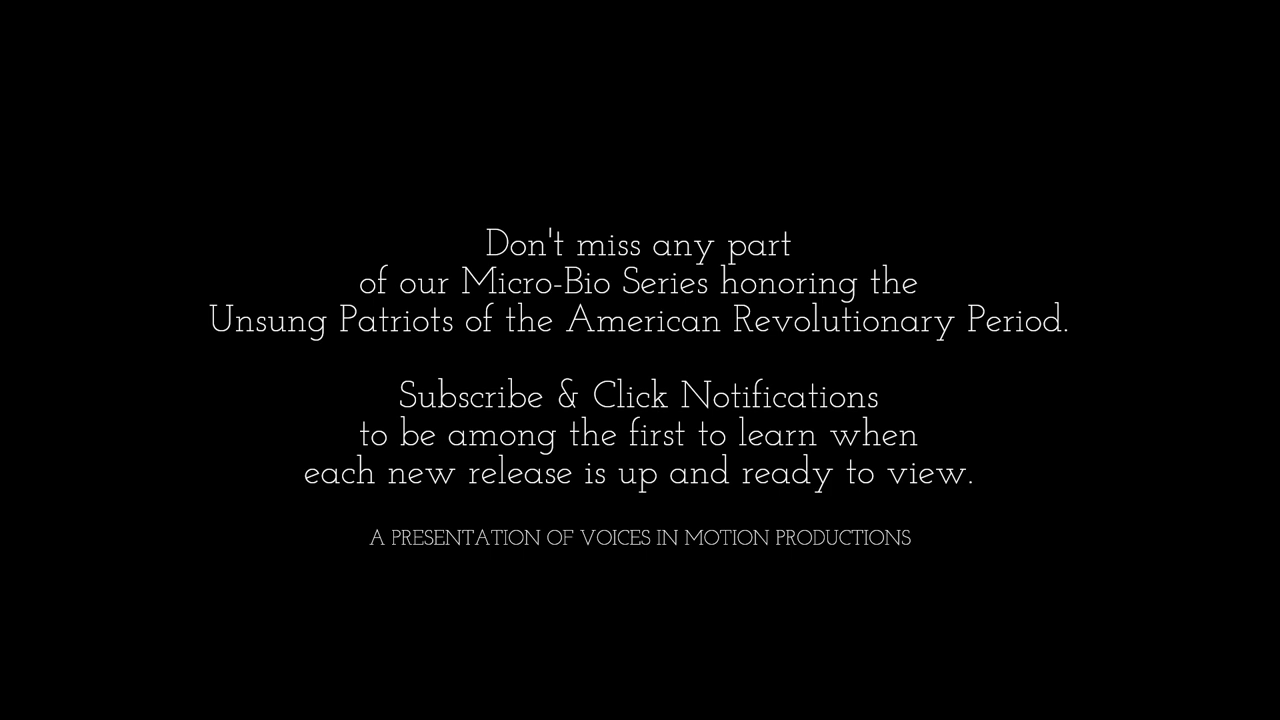 Don't miss any part
of our Micro-Bio Series honoring the
Unsung Patriots of the American Revolutionary Period.
Subscribe & Click Notifications
to be among the first to learn when
each new release is up and ready to view.
A PRESENTATION OF VOICES IN MOTION PRODUCTIONS